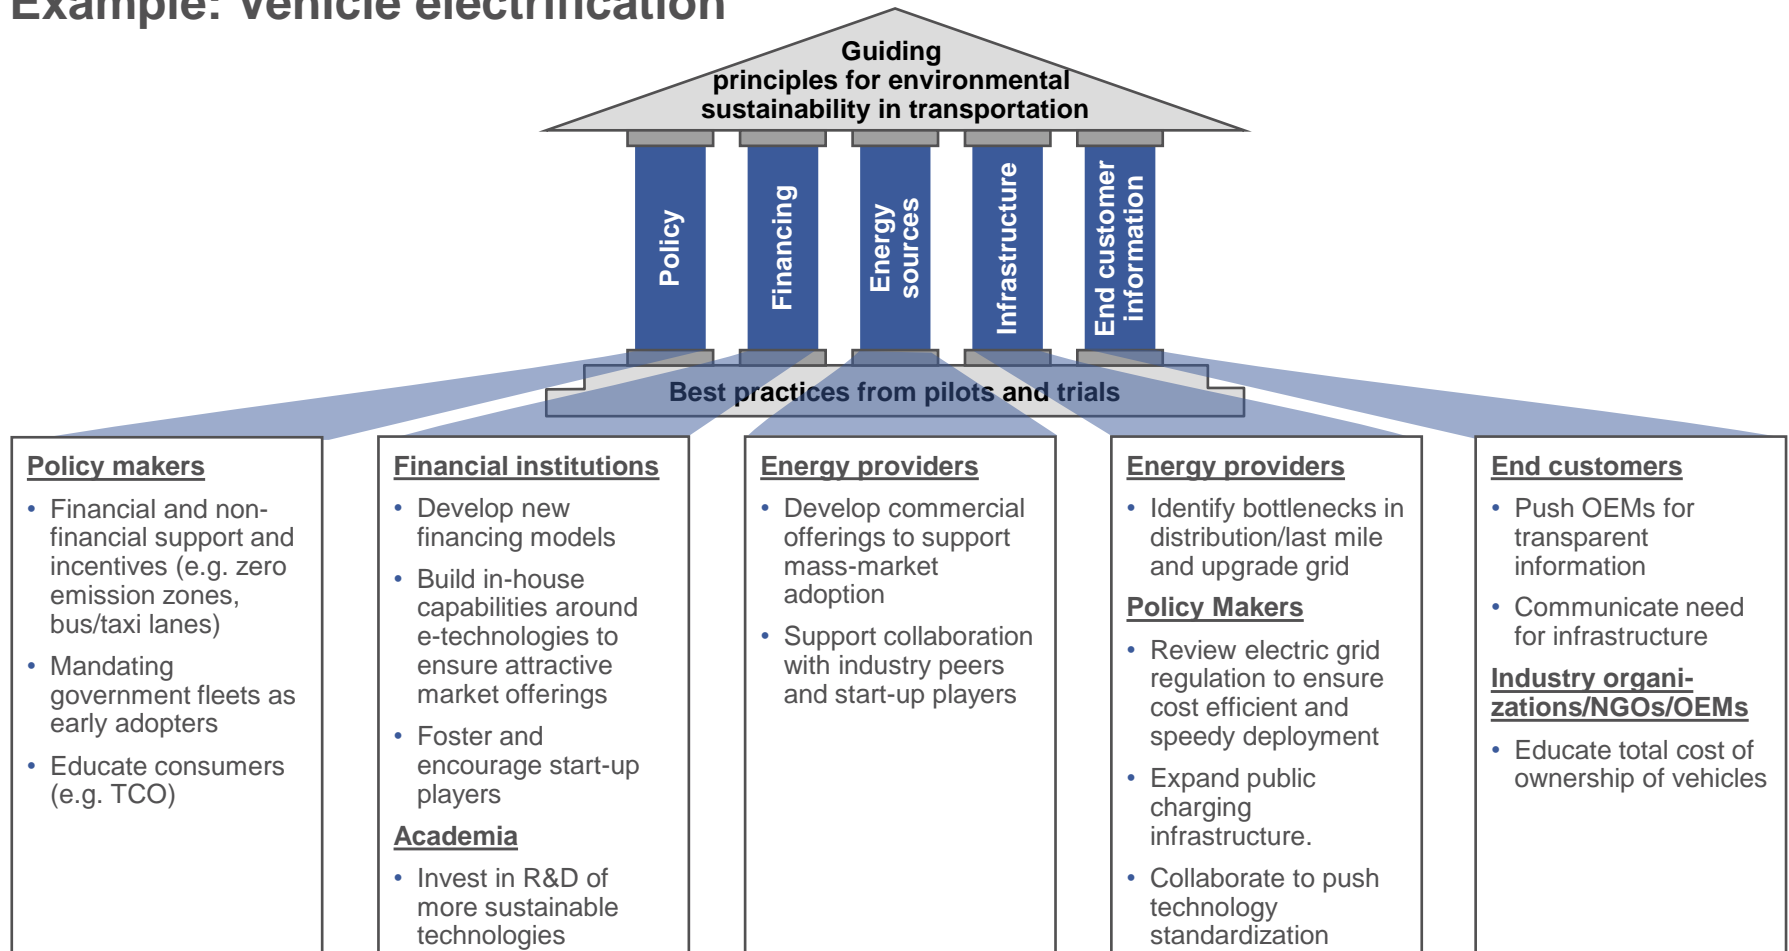 Example: Vehicle electrification
Guiding
principles for environmental
sustainability in transportation
Policy
Financing
Energy
sources
Infrastructure
End customer
information
Best practices from pilots and trials
Policy makers
• Financial and non-
financial support and
incentives (e.g. zero
emission zones,
bus/taxi lanes)
• Mandating
government fleets as
early adopters
• Educate consumers
(e.g. TCO)
Financial institutions
• Develop new
financing models
• Build in-house
capabilities around
e-technologies to
ensure attractive
market offerings
• Foster and
encourage start-up
players
Academia
• Invest in R&D of
more sustainable
technologies
Energy providers
• Develop commercial
offerings to support
mass-market
adoption
• Support collaboration
with industry peers
and start-up players
Energy providers
• Identify bottlenecks in
distribution/last mile
and upgrade grid
Policy Makers
• Review electric grid
regulation to ensure
cost efficient and
speedy deployment
• Expand public
charging
infrastructure.
• Collaborate to push
technology
standardization
End customers
• Push OEMs for
transparent
information
• Communicate need
for infrastructure
Industry organi-
zations/NGOs/OEMs
• Educate total cost of
ownership of vehicles